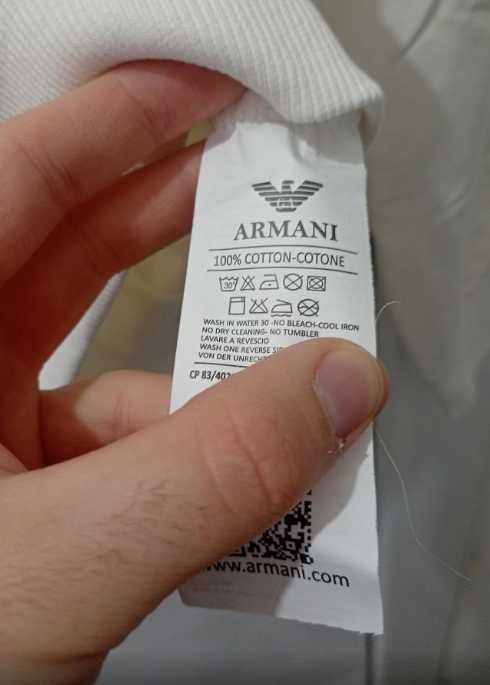 ARMANI
100% COTTON-COTONE
30°
WASH IN WATER 30 -NO BLEACH-COOL IRON
NO DRY CLEANING- NO TUMBLER
LAVARE A REVESCIO
WASH ONE REVERSE
VON DER
CP 83/
www.armani.com